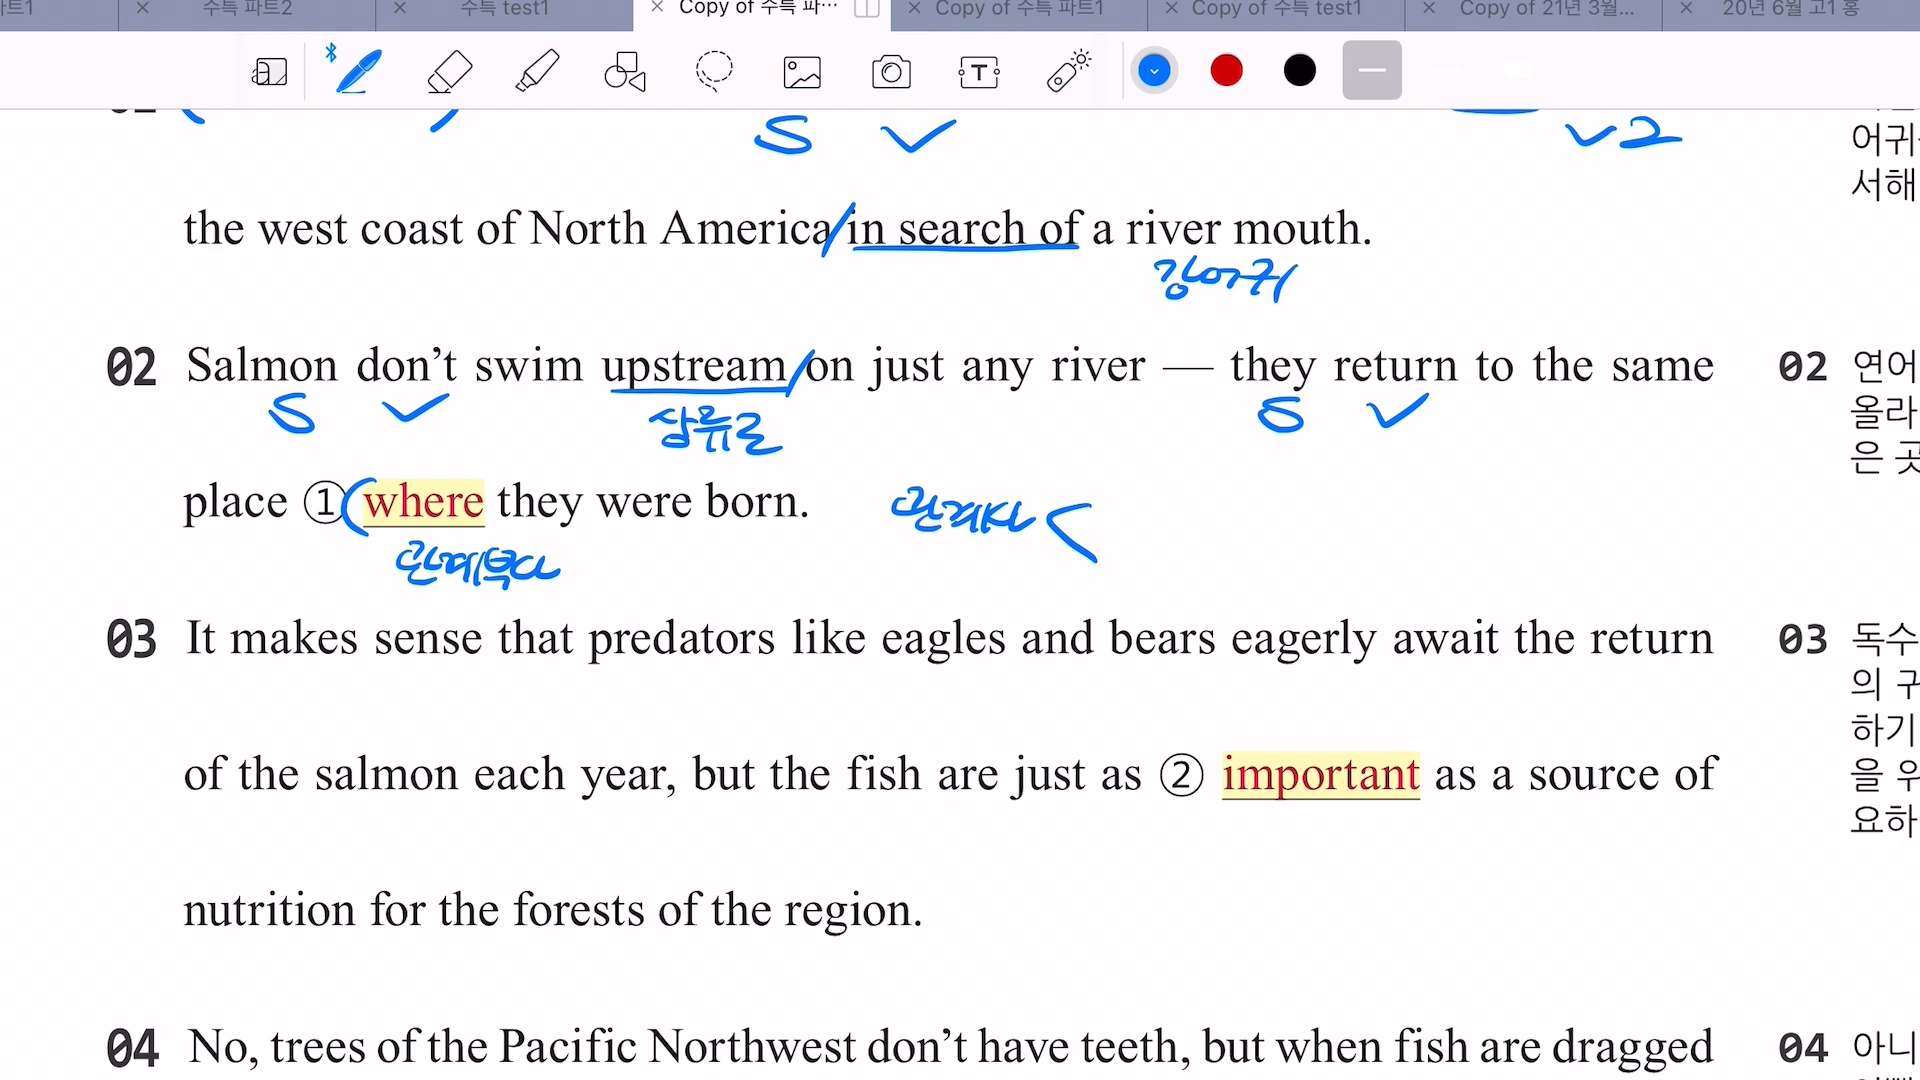 트1
수특 파트2
수특 test1
Copy of 수특 파···
Copy of 수특 파트1
Copy of 수특 test1
Copy of 21년 3월...
20년 6월 고1 홍
S V V2
어귀
서해
the west coast of North America / in search of a river mouth.
강어귀
02 Salmon don't swim upstream / on just any river — they return to the same
02 연어
S V 상류로 S V
올라
은 곳
place ① ( where they were born.
관계사 <
관계부사
03 It makes sense that predators like eagles and bears eagerly await the return
03 독수
의 귀
하기
of the salmon each year, but the fish are just as ② important as a source of
을 위
요하
nutrition for the forests of the region.
04 No, trees of the Pacific Northwest don't have teeth, but when fish are dragged
04 아니